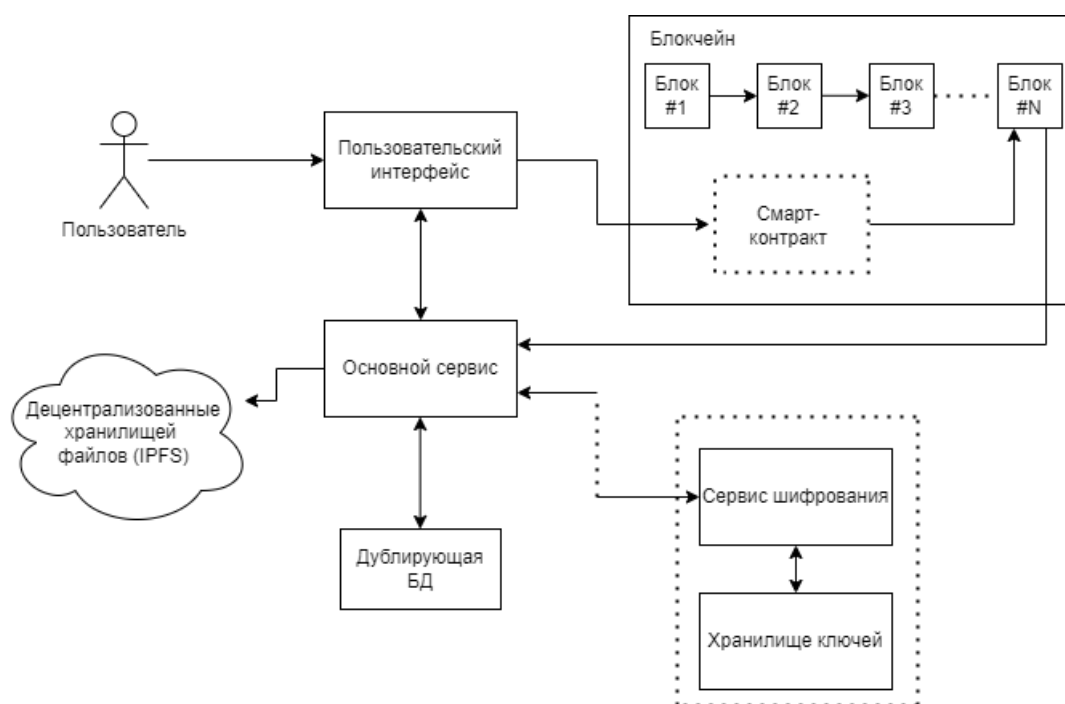 Блокчейн
Блок
#1
Блок
#2
Блок
#3
Блок
#N
Пользовательский
интерфейс
Смарт-
контракт
Пользователь
Основной сервис
Децентрализованные
хранилищей
файлов (IPFS)
Сервис шифрования
Дублирующая
БД
Хранилище ключей